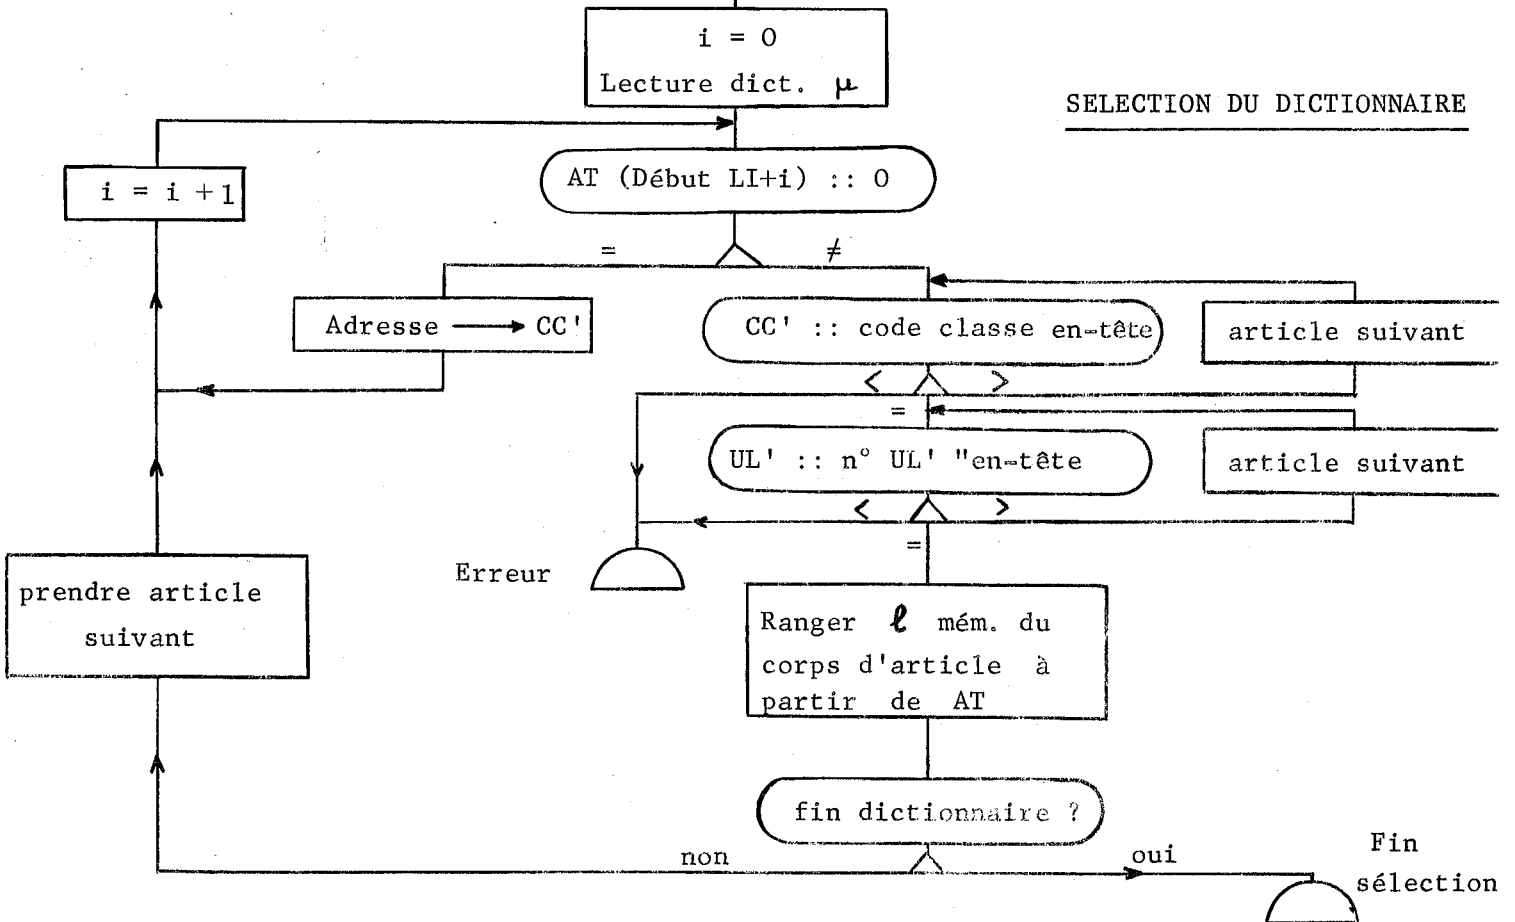 i = 0
Lecture dict. μ
SELECTION DU DICTIONNAIRE
i = i +1
AT (Début LI+i) :: 0
=
≠
Adresse → CC'
CC' :: code classe en-tête
article suivant
<
>
=
UL' :: n° UL' "en-tête
article suivant
<
>
=
Erreur
prendre article
suivant
Ranger ℓ mém. du
corps d'article à
partir de AT
fin dictionnaire ?
non
oui
Fin
sélection